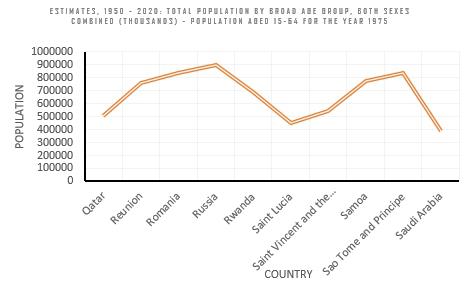 ESTIMATES, 1950 - 2020: TOTAL POPULATION BY BROAD AGE GROUP, BOTH SEXES
COMBINED (THOUSANDS) - POPULATION AGED 15-64 FOR THE YEAR 1975
1000000
900000
800000
700000
600000
500000
400000
300000
200000
100000
0
POPULATION
Qatar
Reunion
Romania
Russia
Rwanda
Saint Lucia
Saint Vincent and the...
Samoa
Sao Tome and Principe
Saudi Arabia
COUNTRY